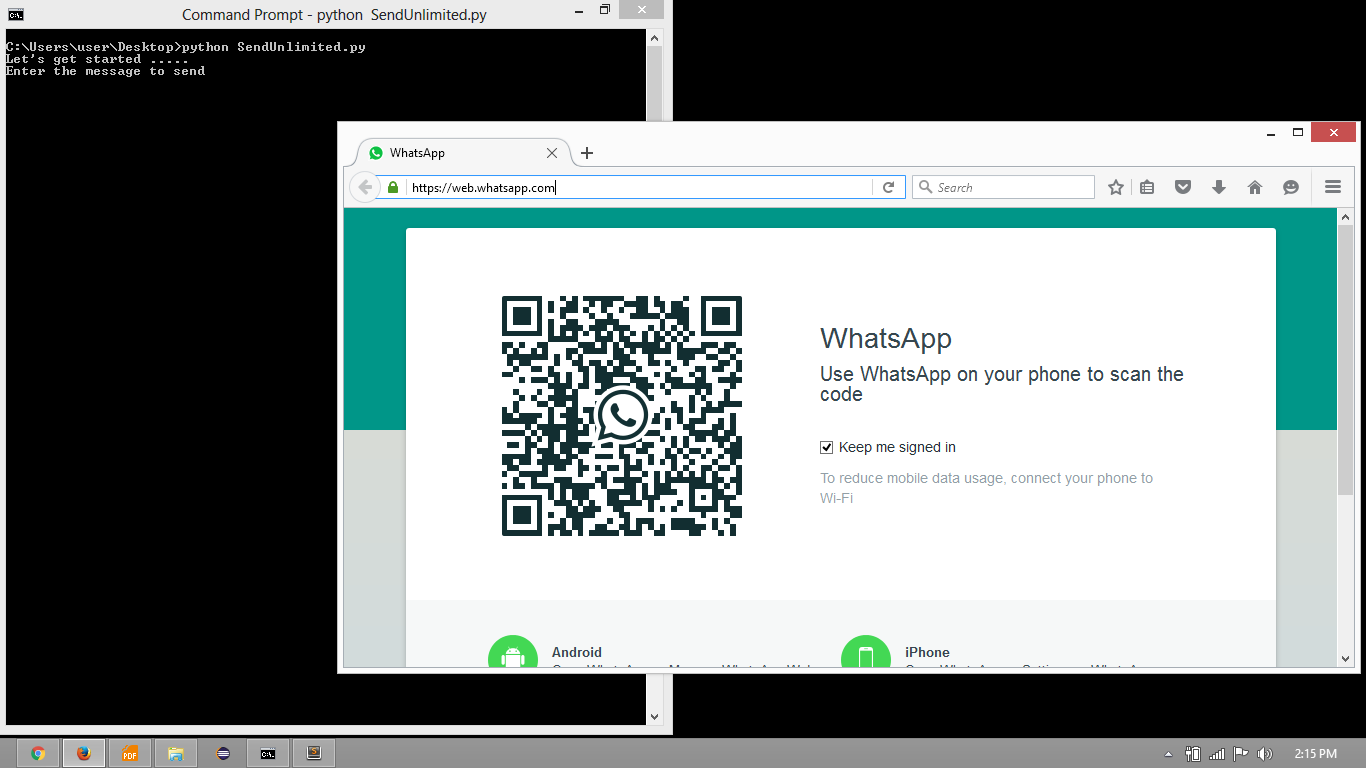 Command Prompt - python  SendUnlimited.py
C:\Users\user\Desktop>python SendUnlimited.py
Let's get started .....
Enter the message to send
WhatsApp
https://web.whatsapp.com
Search
WhatsApp
Use WhatsApp on your phone to scan the
code
Keep me signed in
To reduce mobile data usage, connect your phone to
Wi-Fi
Android
iPhone
PDF
2:15 PM